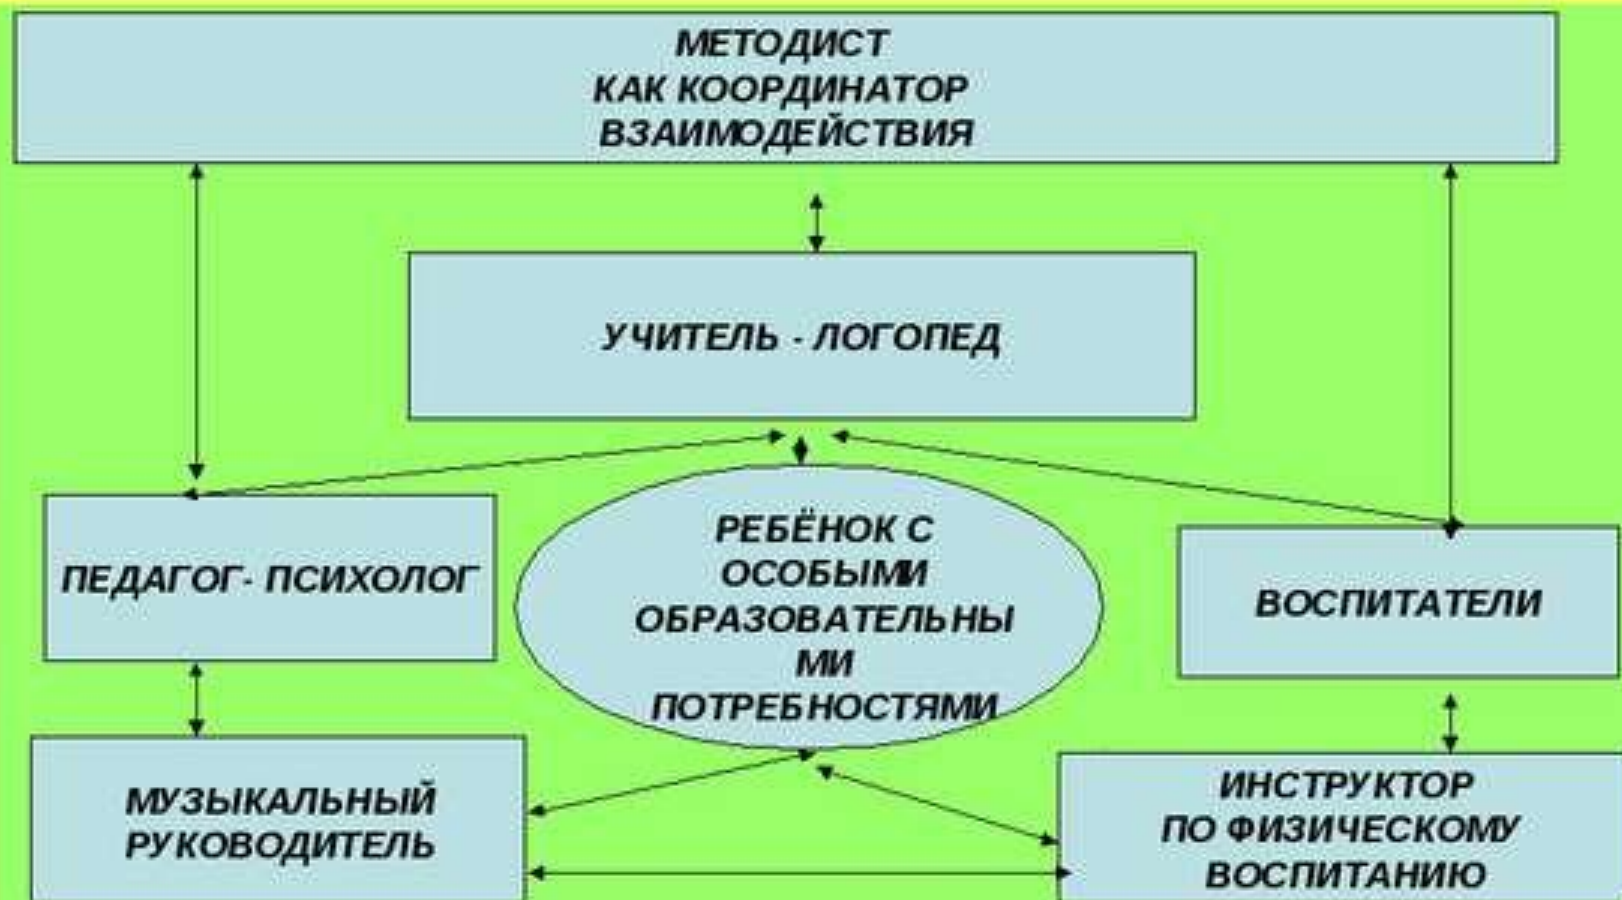 МЕТОДИСТ
КАК КООРДИНАТОР
ВЗАИМОДЕЙСТВИЯ
УЧИТЕЛЬ - ЛОГОПЕД
ПЕДАГОГ- ПСИХОЛОГ
РЕБЁНОК С
ОСОБЫМИ
ОБРАЗОВАТЕЛЬНЫ
МИ
ПОТРЕБНОСТЯМИ
ВОСПИТАТЕЛИ
МУЗЫКАЛЬНЫЙ
РУКОВОДИТЕЛЬ
ИНСТРУКТОР
ПО ФИЗИЧЕСКОМУ
ВОСПИТАНИЮ